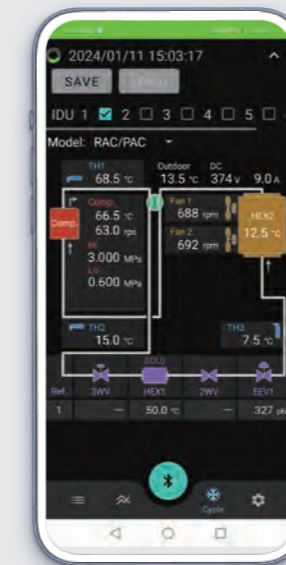 2024/01/11 15:03:17
SAVE
IDU 1 2 3 4 5
Model: RAC/PAC
TH1
68.5 ℃
Outdoor
13.5 ℃
DC
374 v
9.0 A
Comp.
66.5 ℃
63.0 rps
Hi
3.000 MPa
Lo
0.600 MPa
Comp.
Fan 1
688 rpm
Fan 2
692 rpm
HEX2
12.5 ℃
TH2
15.0 ℃
TH3
7.5 ℃
Ref. 3WV HEX1 2WV EEV1
1 — 50.0 ℃ — 327 pls
Cycle